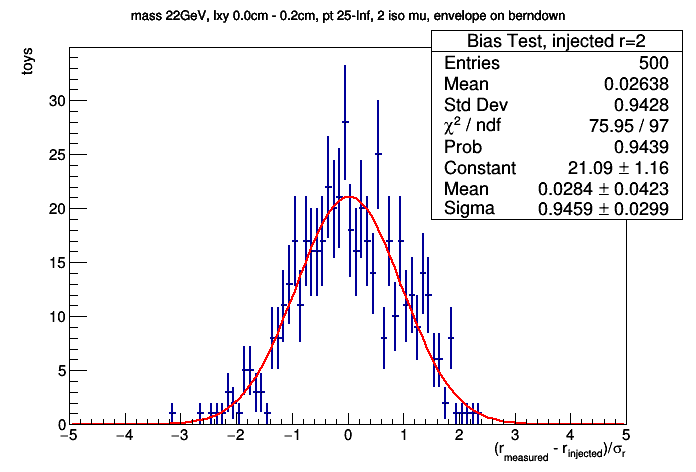 mass 22GeV, lxy 0.0cm - 0.2cm, pt 25-Inf, 2 iso mu, envelope on berndown
toys
Bias Test, injected r=2
Entries 500
Mean 0.02638
Std Dev 0.9428
χ² / ndf 75.95 / 97
Prob 0.9439
Constant 21.09 ± 1.16
Mean 0.0284 ± 0.0423
Sigma 0.9459 ± 0.0299
30
25
20
15
10
5
0
−5 −4 −3 −2 −1 0 1 2 3 4 5
(r_measured - r_injected)/σ_r